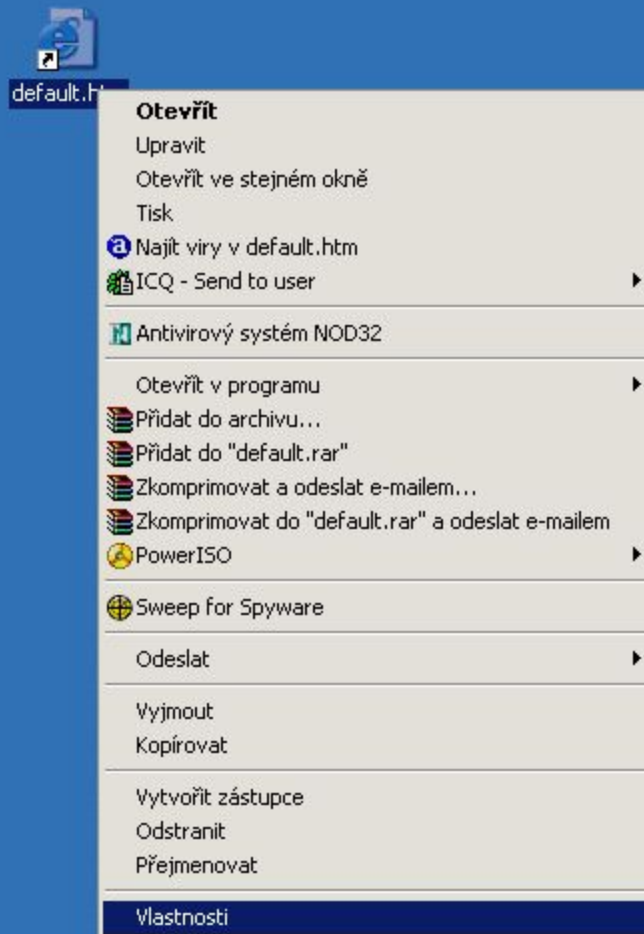 default.h
Otevřít
Upravit
Otevřít ve stejném okně
Tisk
Najít viry v default.htm
ICQ - Send to user
Antivirový systém NOD32
Otevřít v programu
Přidat do archivu...
Přidat do "default.rar"
Zkomprimovat a odeslat e-mailem...
Zkomprimovat do "default.rar" a odeslat e-mailem
PowerISO
Sweep for Spyware
Odeslat
Vyjmout
Kopírovat
Vytvořit zástupce
Odstranit
Přejmenovat
Vlastnosti